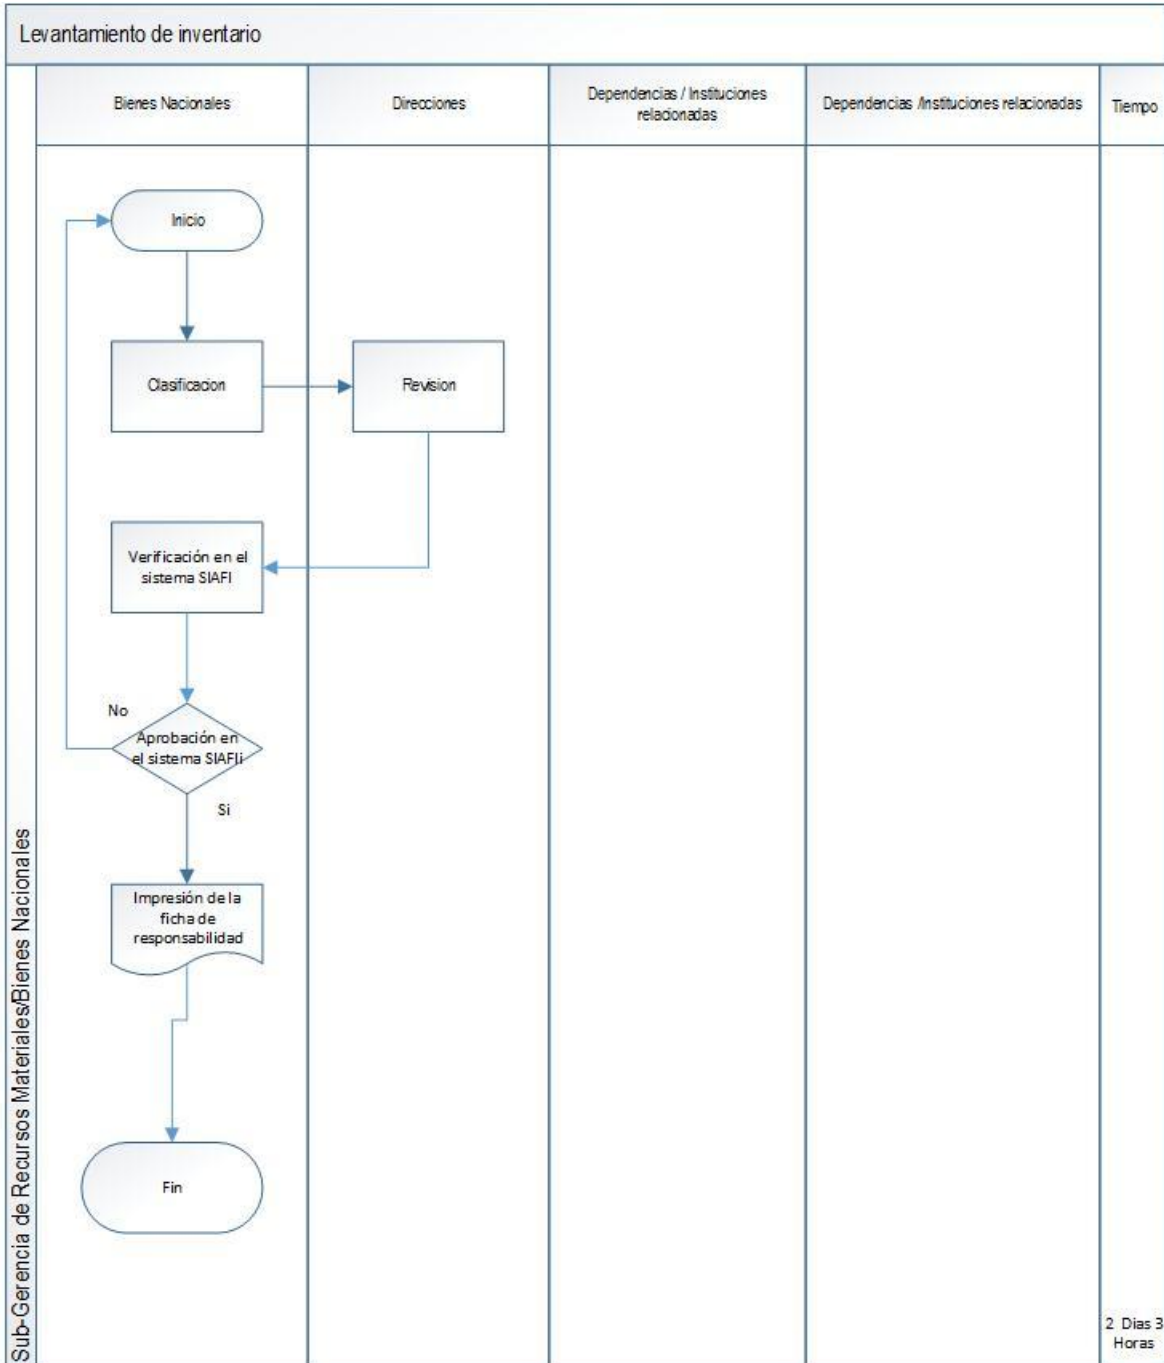 Levantamiento de inventario
Bienes Nacionales
Direcciones
Dependencias / Instituciones
relacionadas
Dependencias /Instituciones relacionadas
Tiempo
Inicio
Clasificacion
Revision
Verificación en el
sistema SIAFI
No
Aprobación en
el sistema SIAFIi
Si
Impresión de la
ficha de
responsabilidad
Fin
Sub-Gerencia de Recursos Materiales/Bienes Nacionales
2 Dias 3
Horas